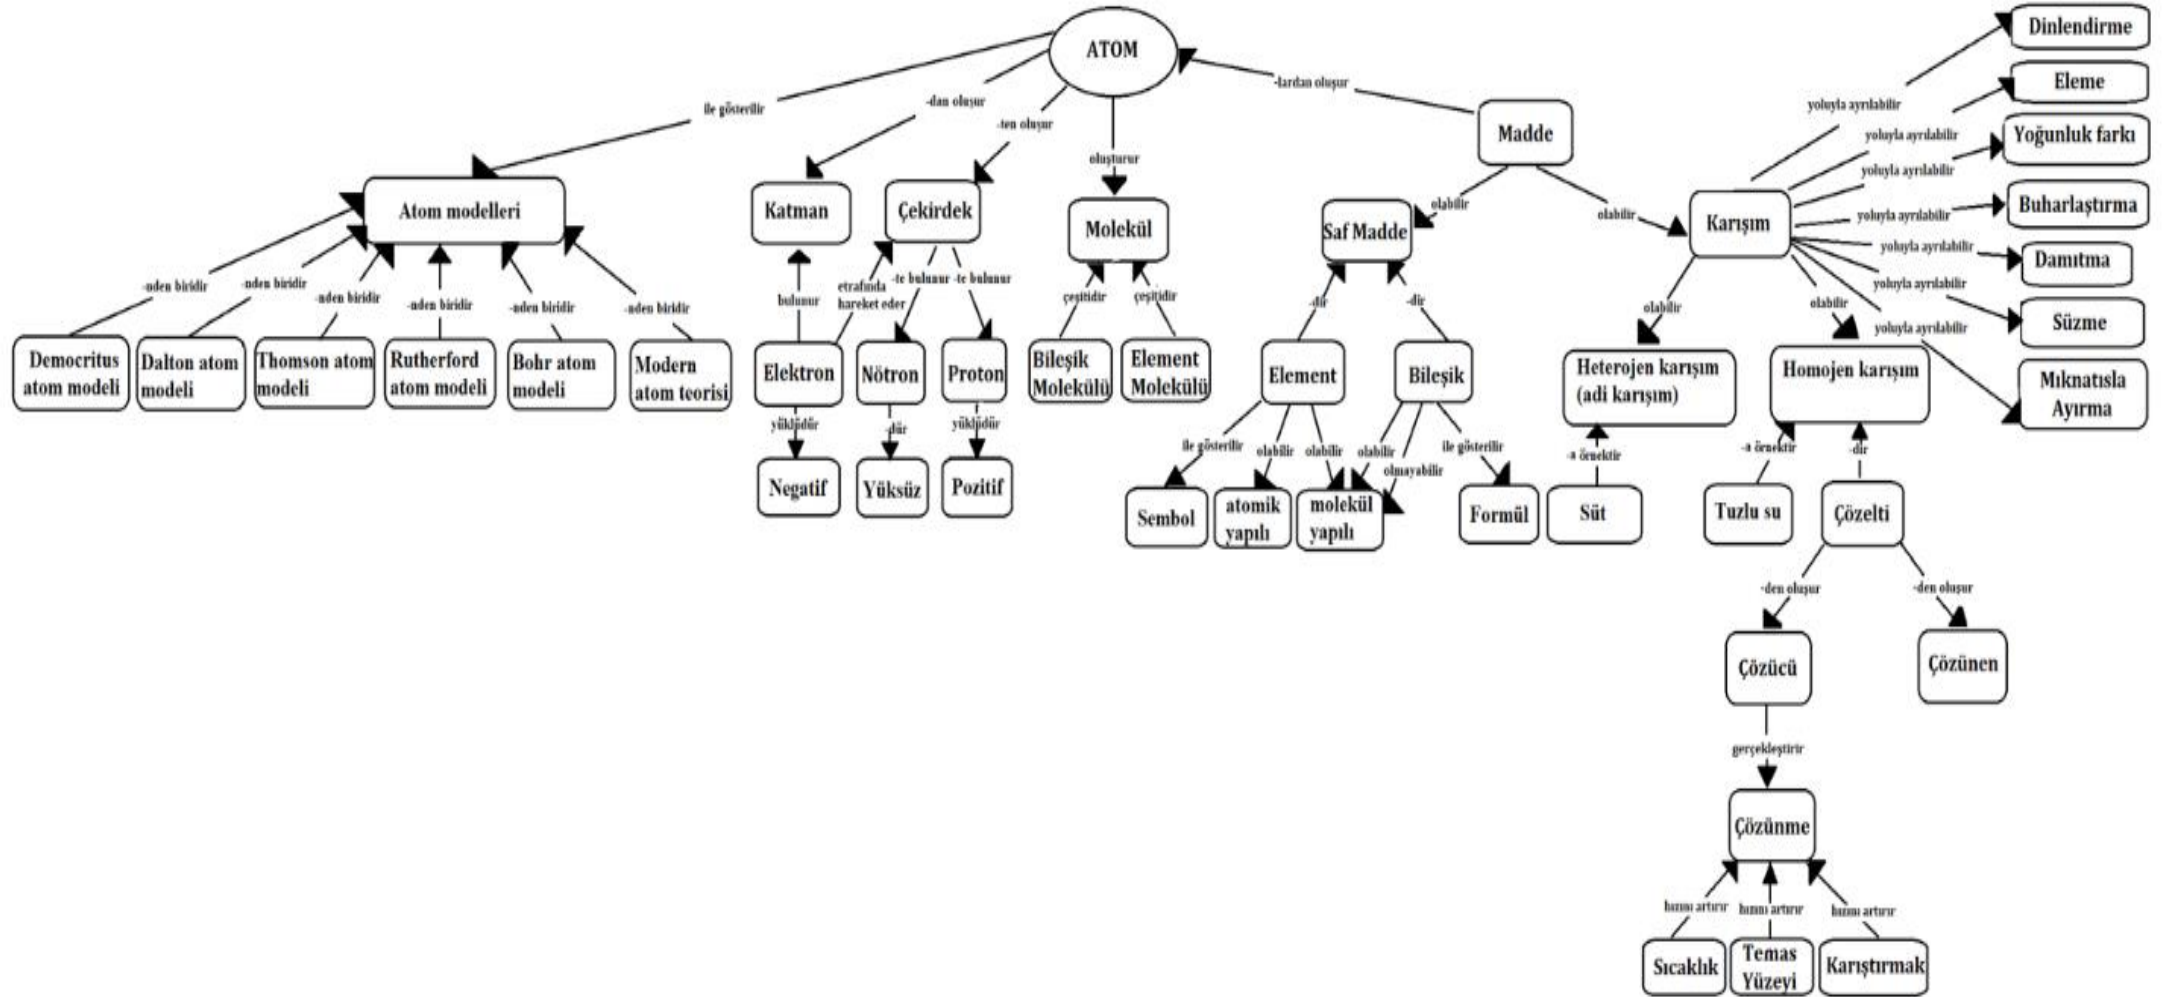 ATOM
-lardan oluşur
ile gösterilir
-dan oluşur
-ten oluşur
oluşturur
Madde
olabilir
olabilir
Atom modelleri
Katman
Çekirdek
Molekül
Saf Madde
Karışım
yoluyla ayrılabilir
yoluyla ayrılabilir
yoluyla ayrılabilir
yoluyla ayrılabilir
yoluyla ayrılabilir
yoluyla ayrılabilir
yoluyla ayrılabilir
Dinlendirme
Eleme
Yoğunluk farkı
Buharlaştırma
Damıtma
Süzme
Mıknatısla
Ayırma
-nden biridir
-nden biridir
-nden biridir
-nden biridir
-nden biridir
-nden biridir
Democritus
atom modeli
Dalton atom
modeli
Thomson atom
modeli
Rutherford
atom modeli
Bohr atom
modeli
Modern
atom teorisi
bulunur
etrafında
hareket eder
-te bulunur
-te bulunur
Elektron
Nötron
Proton
yüklüdür
-dür
yüklüdür
Negatif
Yüksüz
Pozitif
çeşitidir
çeşitidir
Bileşik
Molekülü
Element
Molekülü
-dir
-dir
Element
Bileşik
ile gösterilir
olabilir
olabilir
olabilir
olmayabilir
ile gösterilir
Sembol
atomik
yapılı
molekül
yapılı
Formül
olabilir
olabilir
Heterojen karışım
(adi karışım)
Homojen karışım
-a örnektir
-a örnektir
-dir
Süt
Tuzlu su
Çözelti
-den oluşur
-den oluşur
Çözücü
Çözünen
gerçekleştirir
Çözünme
hızını artırır
hızını artırır
hızını artırır
Sıcaklık
Temas
Yüzeyi
Karıştırmak